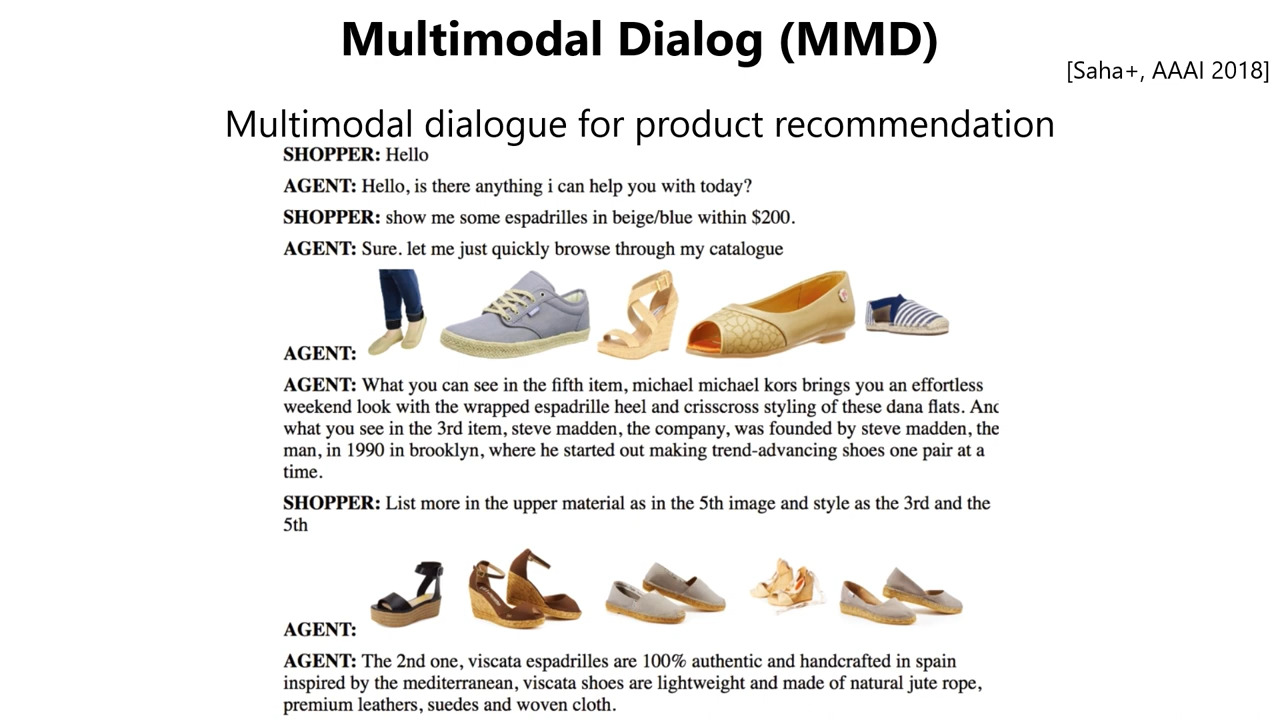 Multimodal Dialog (MMD)
[Saha+, AAAI 2018]
Multimodal dialogue for product recommendation
SHOPPER: Hello
AGENT: Hello, is there anything i can help you with today?
SHOPPER: show me some espadrilles in beige/blue within $200.
AGENT: Sure. let me just quickly browse through my catalogue
AGENT:
AGENT: What you can see in the fifth item, michael michael kors brings you an effortless
weekend look with the wrapped espadrille heel and crisscross styling of these dana flats. And
what you see in the 3rd item, steve madden, the company, was founded by steve madden, the
man, in 1990 in brooklyn, where he started out making trend-advancing shoes one pair at a
time.
SHOPPER: List more in the upper material as in the 5th image and style as the 3rd and the
5th
AGENT:
AGENT: The 2nd one, viscata espadrilles are 100% authentic and handcrafted in spain
inspired by the mediterranean, viscata shoes are lightweight and made of natural jute rope,
premium leathers, suedes and woven cloth.